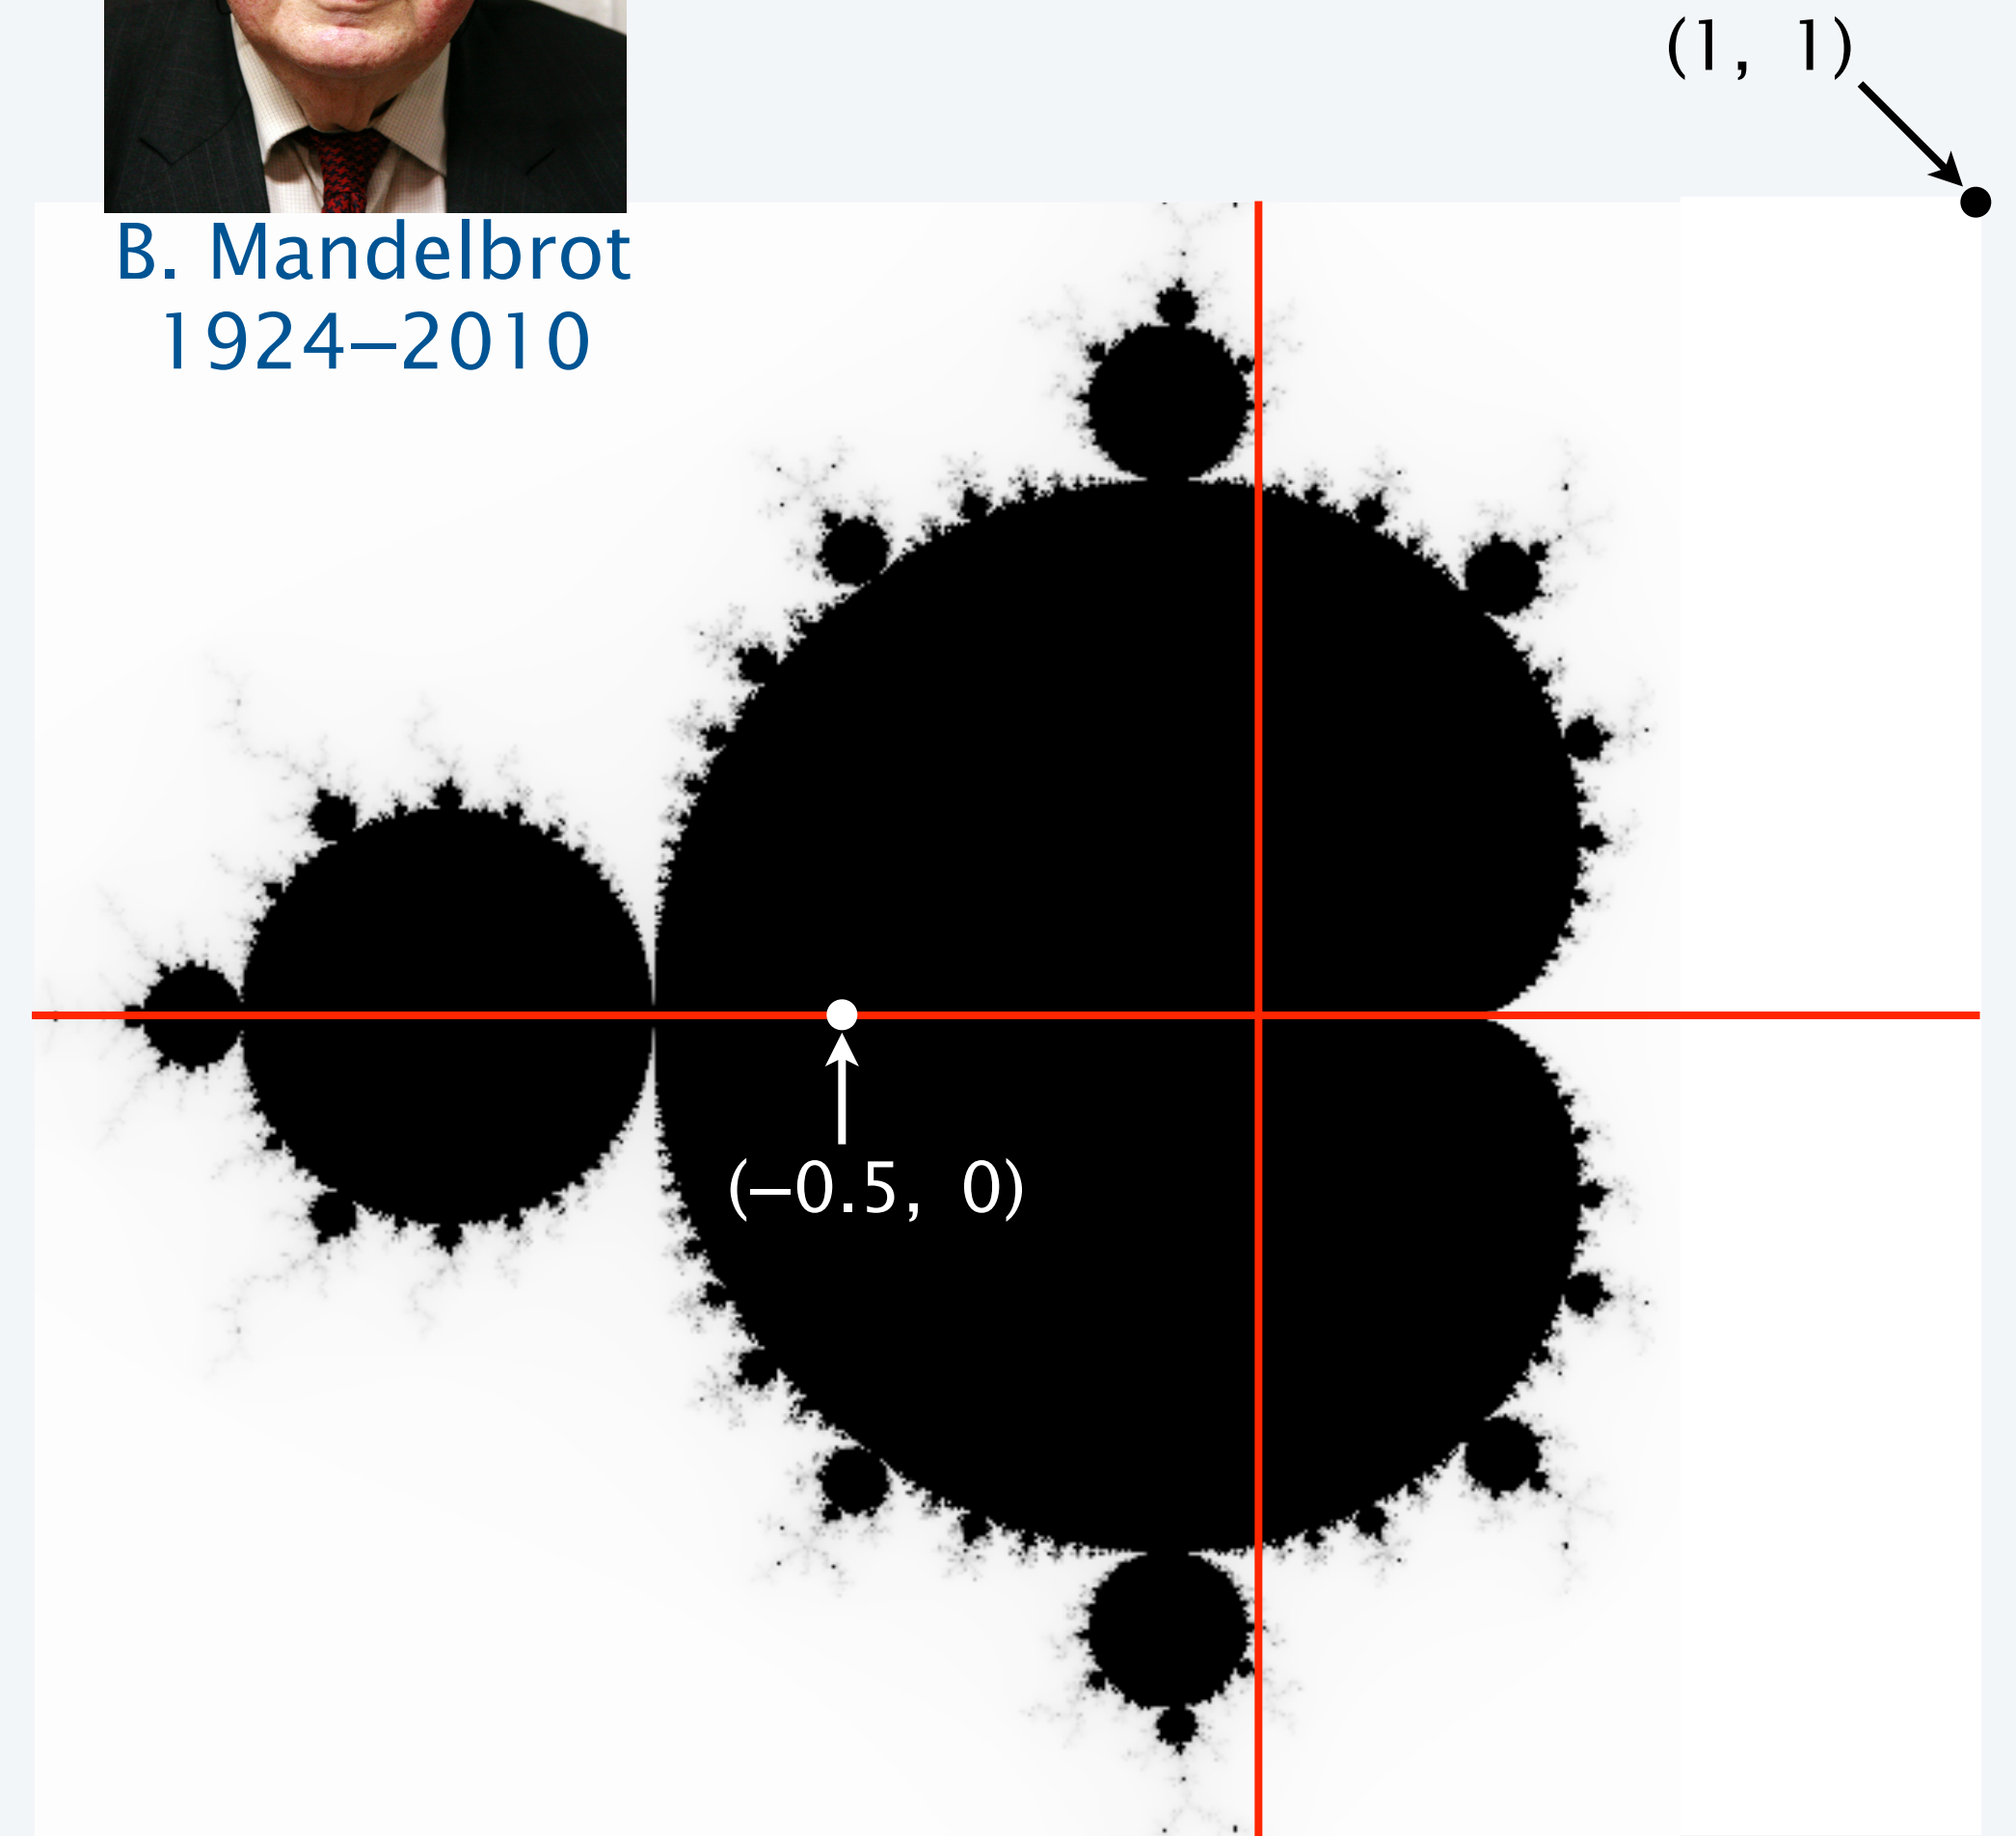 (1, 1)
B. Mandelbrot
1924–2010
(–0.5, 0)